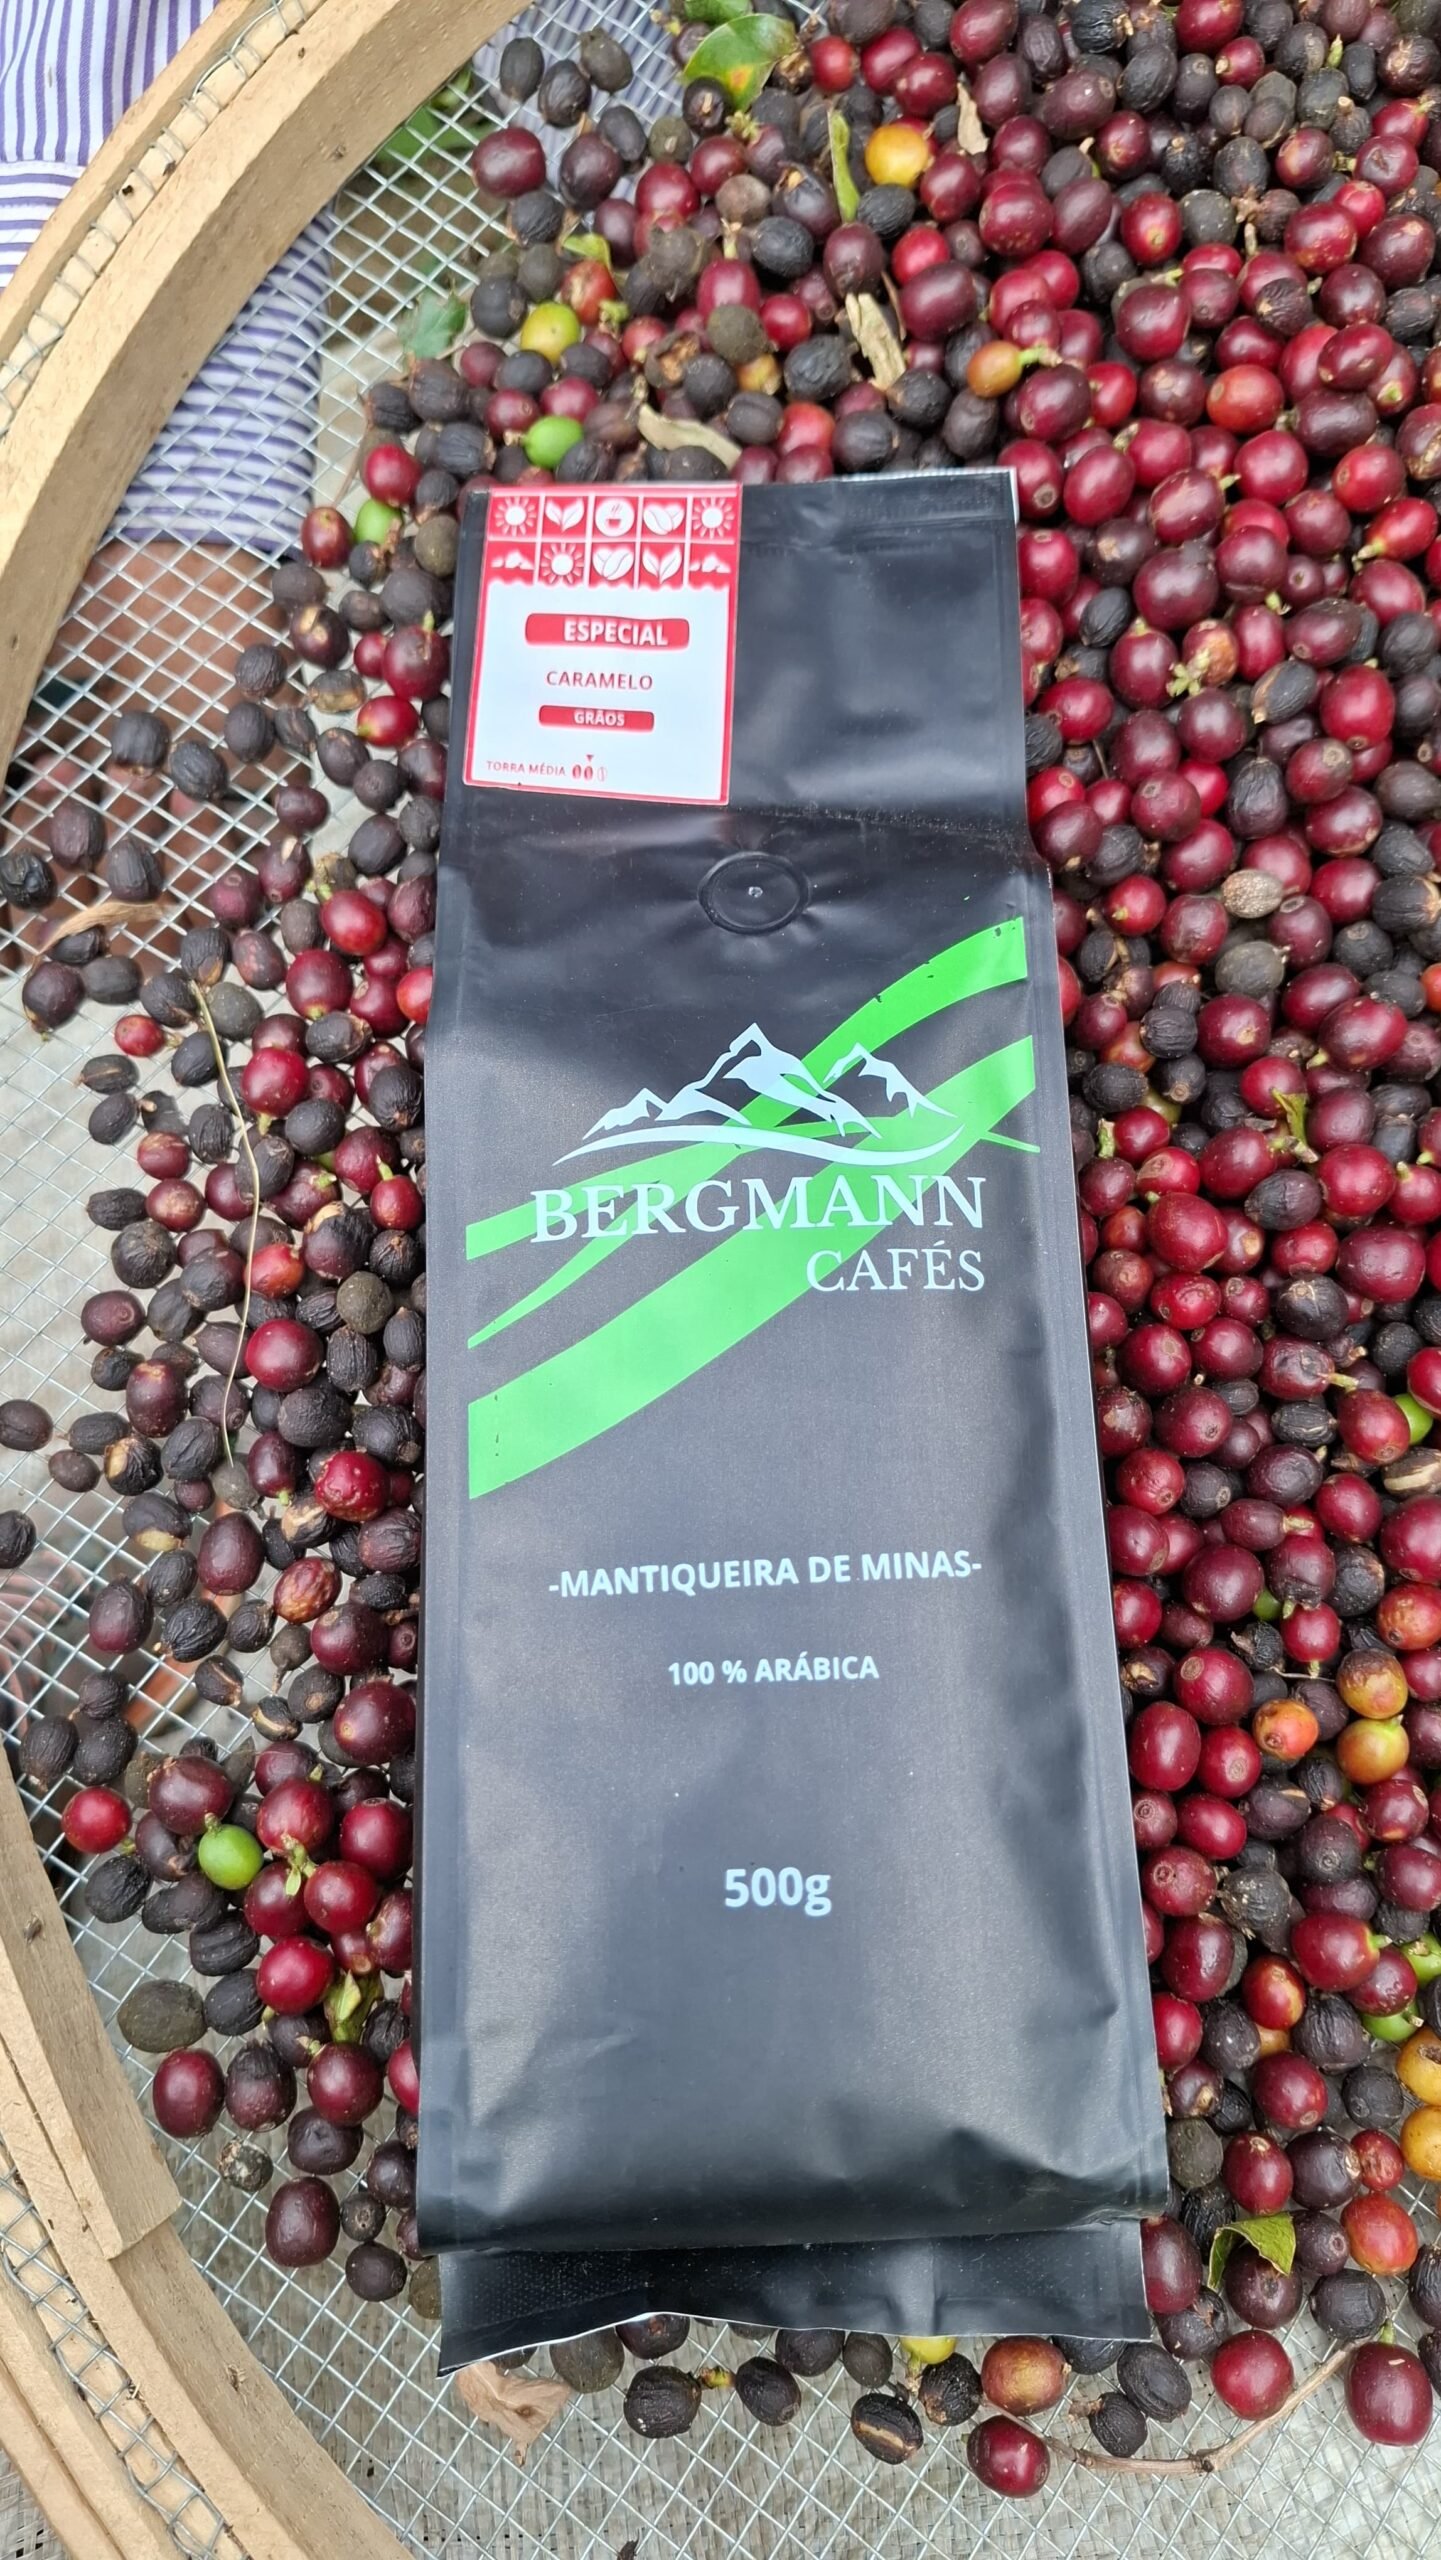 ESPECIAL
CARAMELO
GRÃOS
TORRA MÉDIA
BERGMANN
CAFÉS
-MANTIQUEIRA DE MINAS-
100 % ARÁBICA
500g